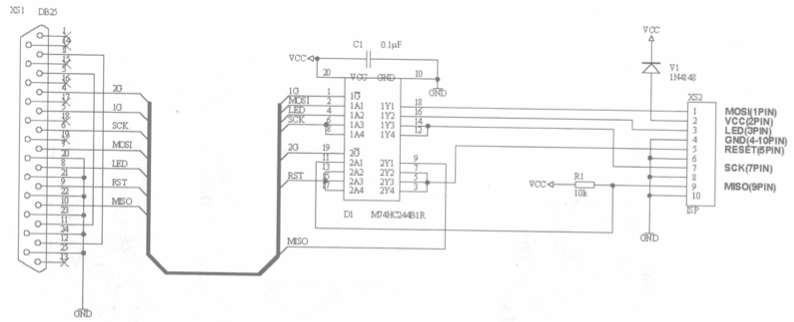 XS1 DB25
1
14
2
15
3
16
4
17
5
18
6
19
7
20
8
21
9
22
10
23
11
24
12
25
13
2G
1G
SCK
MOSI
LED
RST
MISO
GND
C1 0.1µF
VCC
GND
20 VCC GND 10
1G 1 1G
MOSI 2 1A1 1Y1 18
LED 4 1A2 1Y2 16
SCK 6 1A3 1Y3 14
8 1A4 1Y4 12
2G 19 2G
11 2A1 2Y1 9
13 2A2 2Y2 7
RST 15 2A3 2Y3 5
17 2A4 2Y4 3
D1 M74HC244B1R
MISO
VCC
V1
1N4148
XS2
1 MOSI(1PIN)
2 VCC(2PIN)
3 LED(3PIN)
4 GND(4-10PIN)
5 RESET(5PIN)
6
7 SCK(7PIN)
8
9 MISO(9PIN)
10
ISP
VCC R1
10k
GND